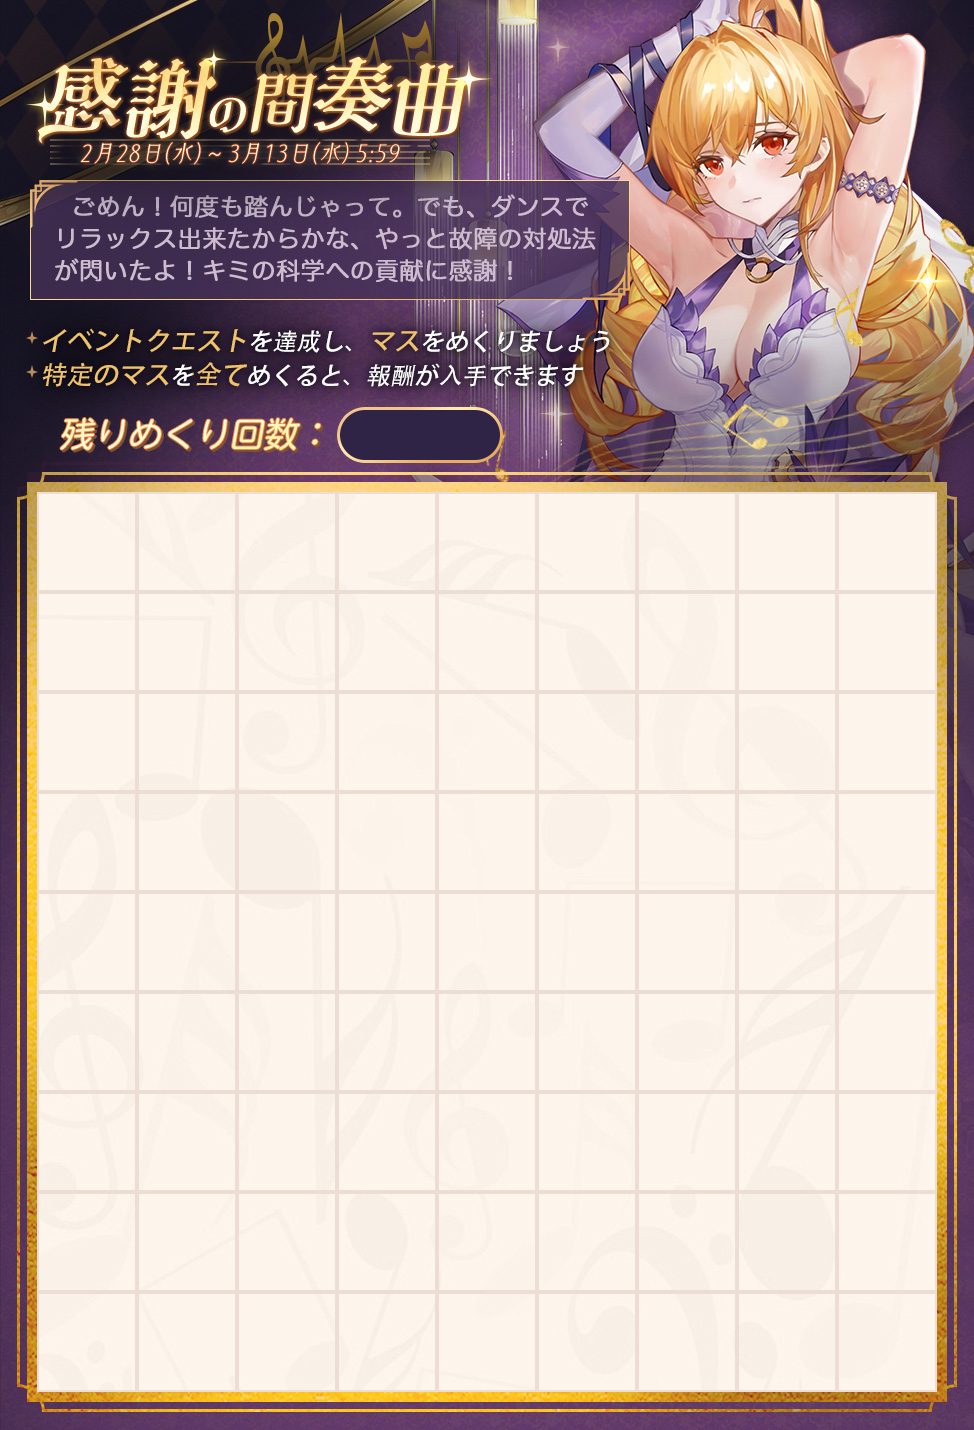 感謝の間奏曲
2月28日(水)~3月13日(水)5:59
ごめん！何度も踏んじゃって。でも、ダンスで
リラックス出来たからかな、やっと故障の対処法
が閃いたよ！キミの科学への貢献に感謝！
イベントクエストを達成し、マスをめくりましょう
特定のマスを全てめくると、報酬が入手できます
残りめくり回数：